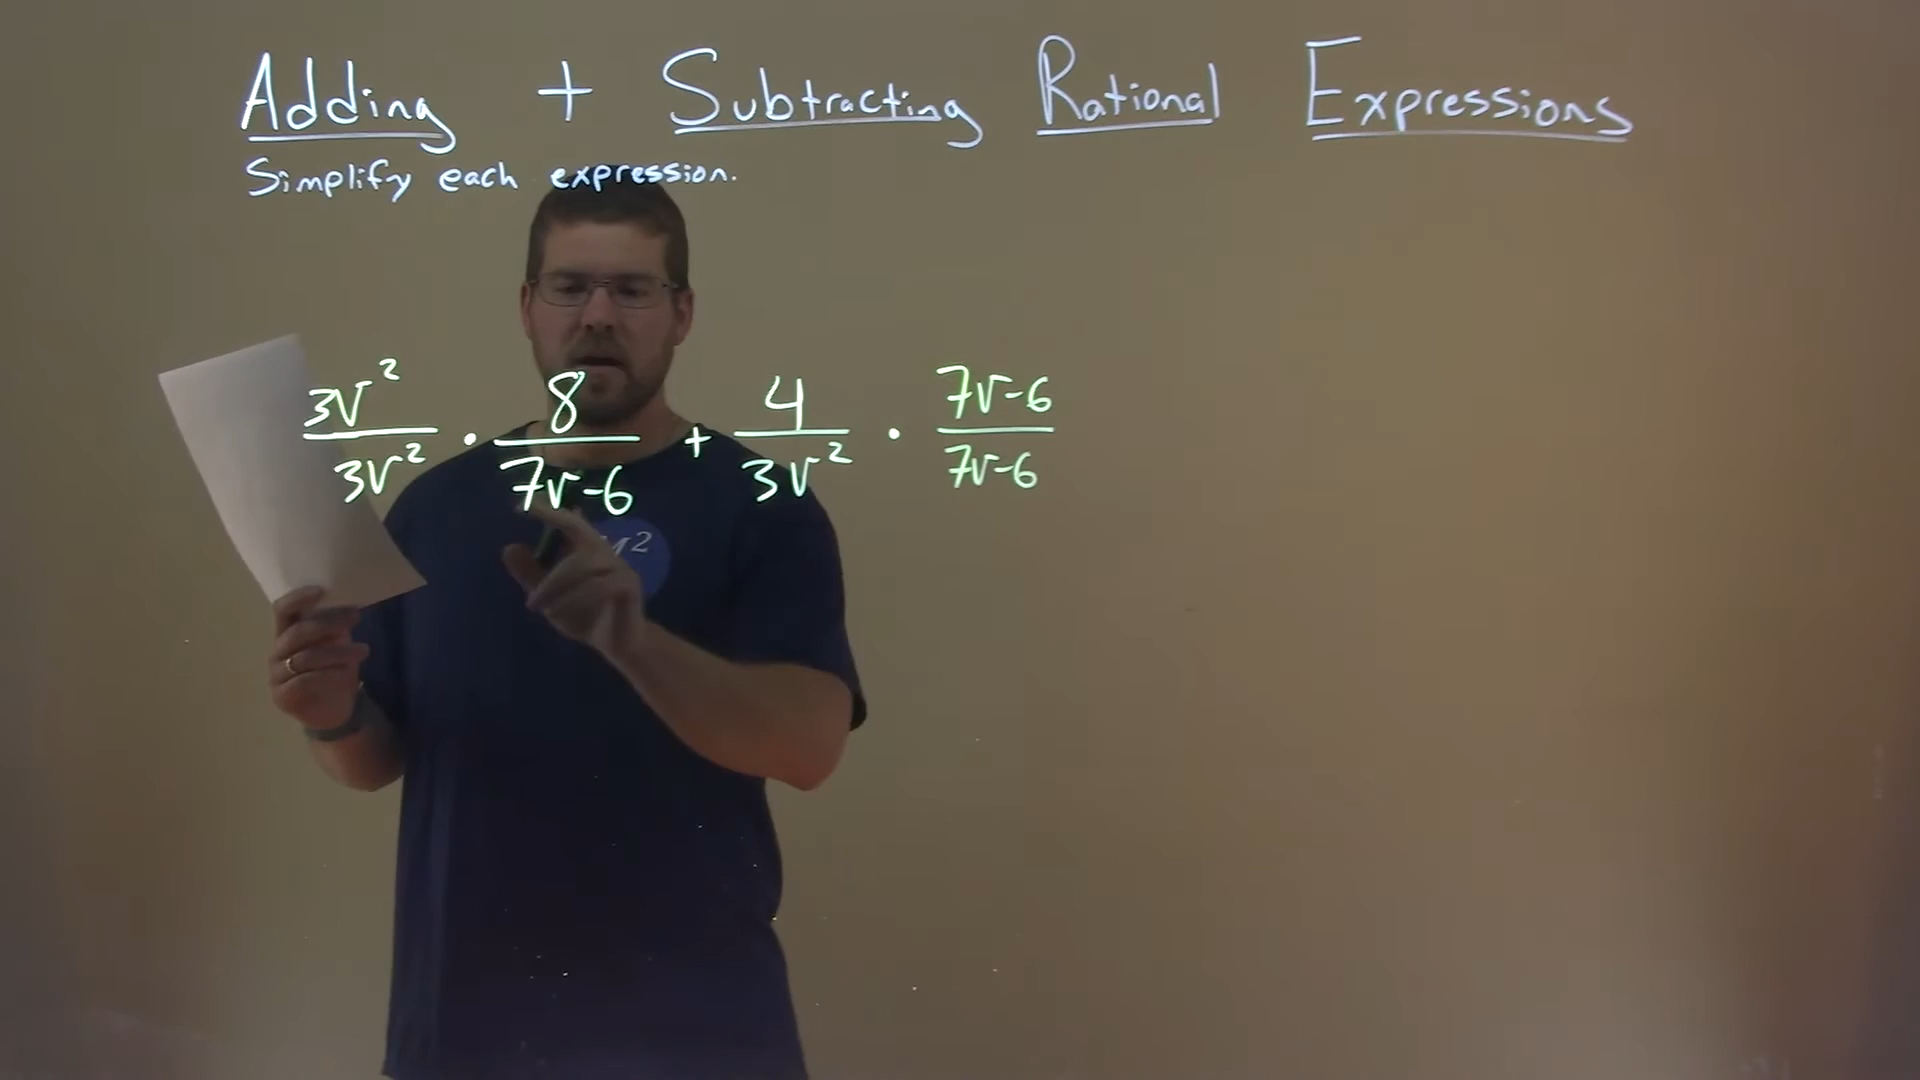 Adding + Subtracting Rational Expressions
Simplify each expression.
3v²/3v² · 8/7v-6 + 4/3v² · 7v-6/7v-6